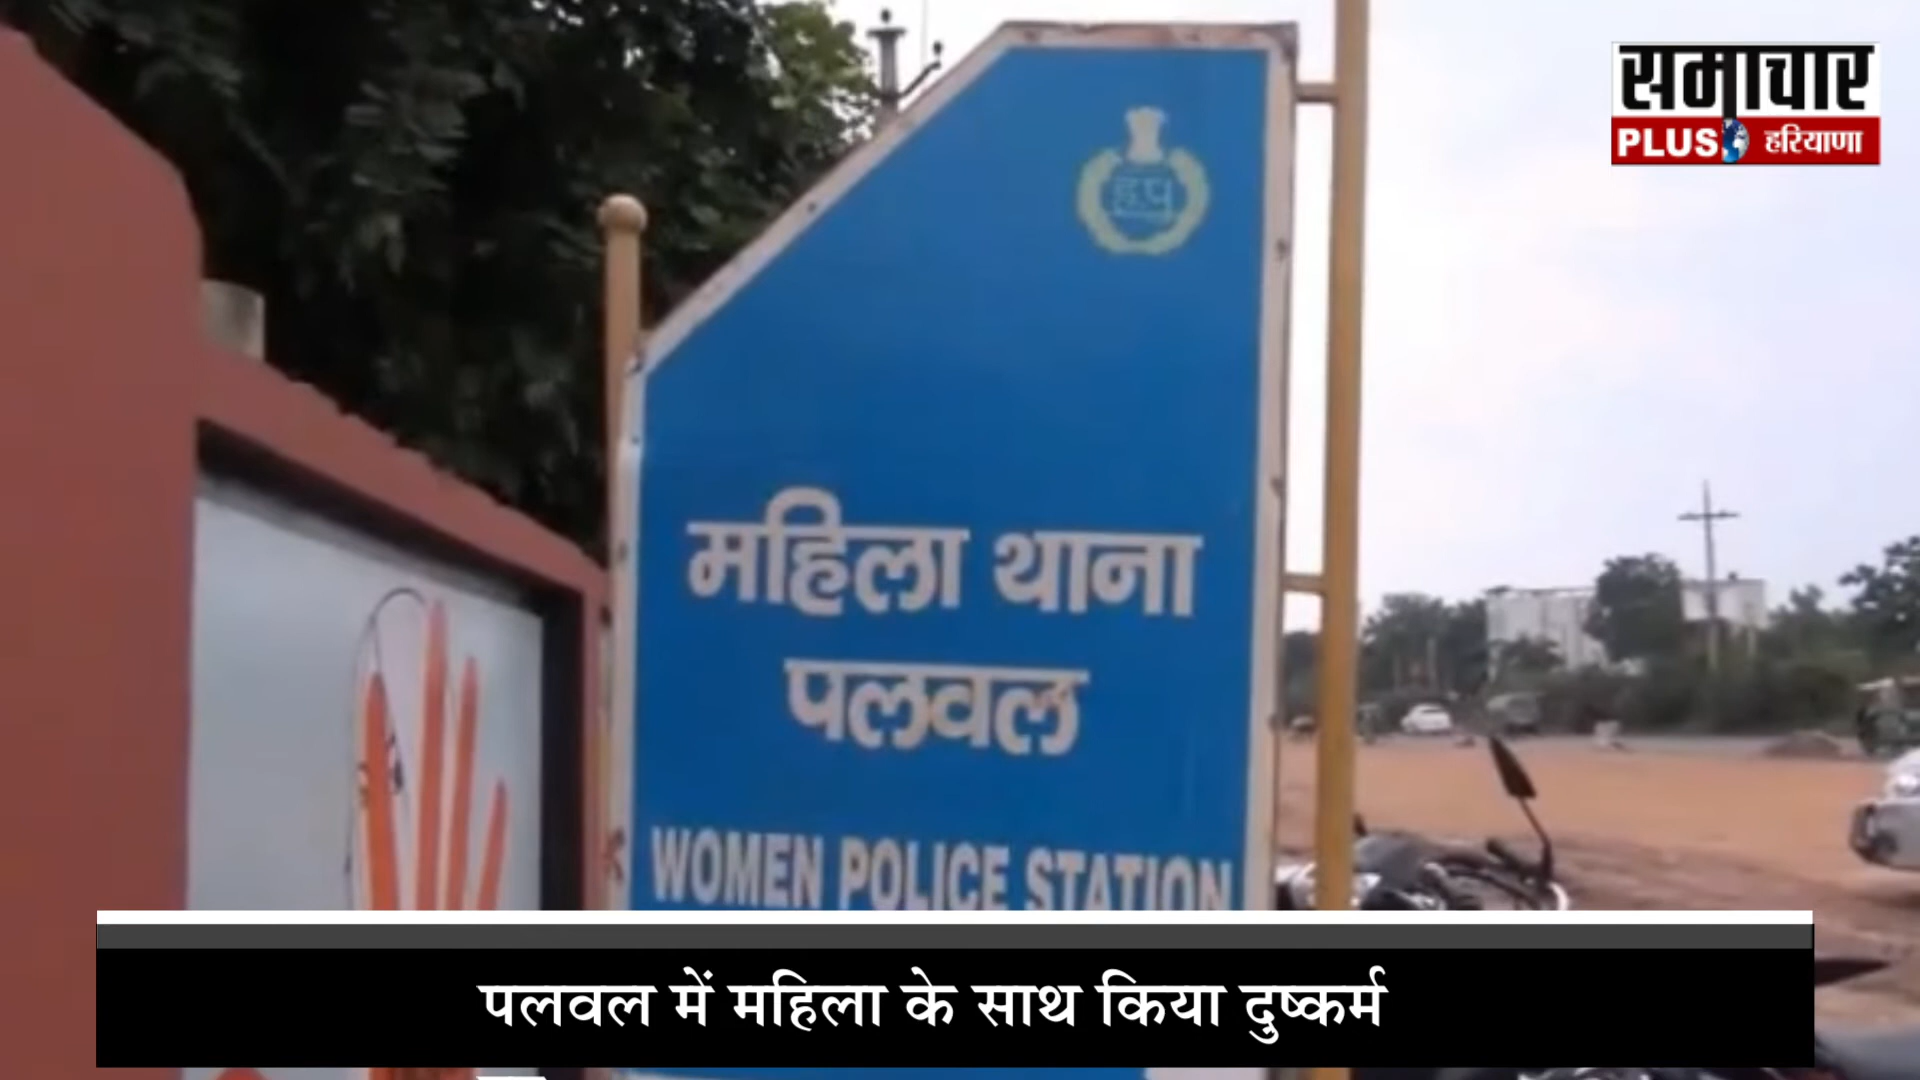 समाचार
PLUS हरियाणा
ह.पु
महिला थाना
पलवल
WOMEN POLICE STATION
पलवल में महिला के साथ किया दुष्कर्म